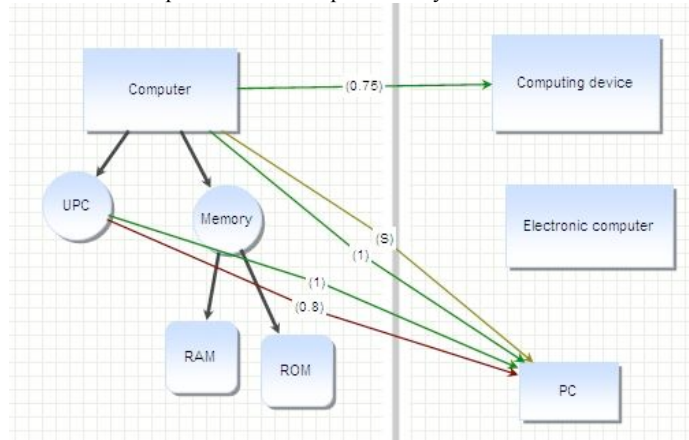 Computer
(0.75)
Computing device
UPC
Memory
Electronic computer
(S)
(1)
(1)
(0.8)
RAM
ROM
PC